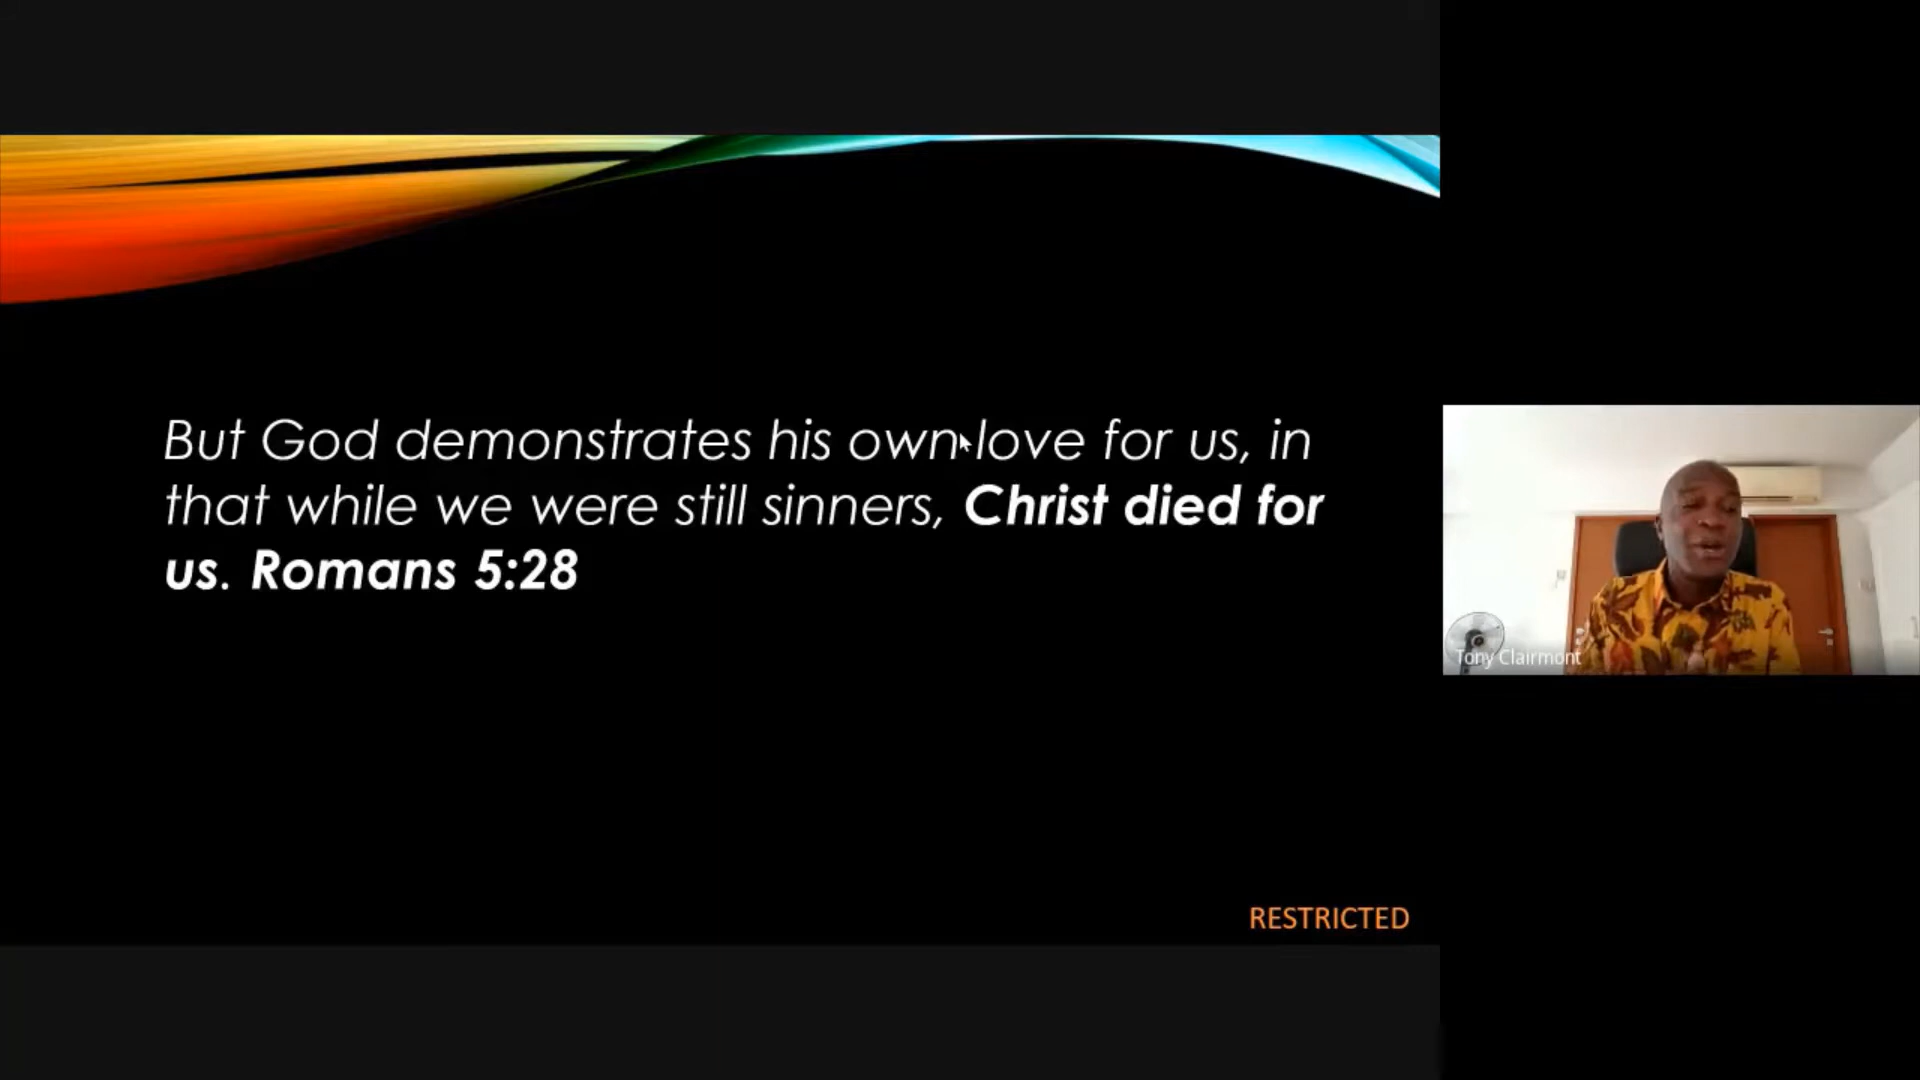 But God demonstrates his own love for us, in
that while we were still sinners, Christ died for
us. Romans 5:28
Tony Clairmont
RESTRICTED